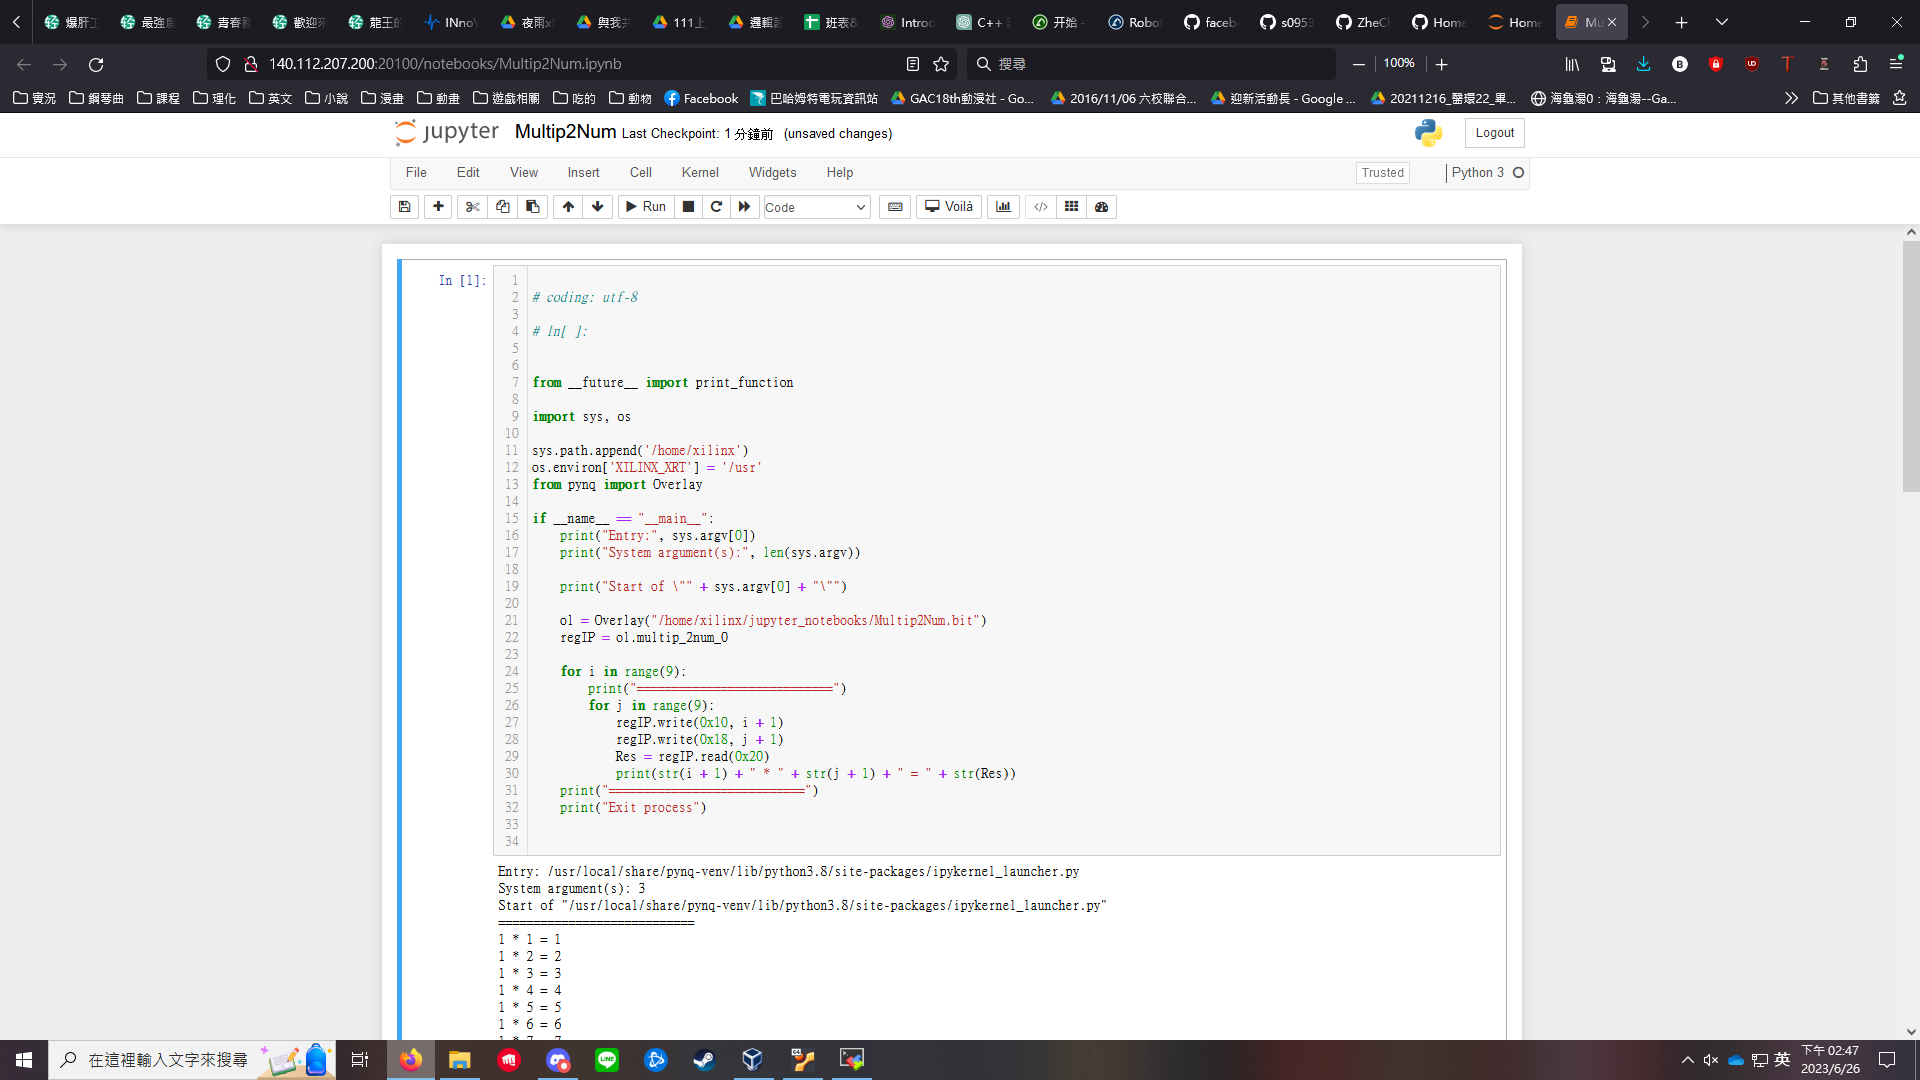 爆肝工
最強
青春
歡迎來
龍王的
INnoV
夜雨x
與我共
111上
邏輯設
班表&
Introd
C++
开始 -
Robo
faceb
s0953
ZheCh
Home
Home
Mu
140.112.207.200:20100/notebooks/Multip2Num.ipynb
搜尋
100%
實況
鋼琴曲
課程
理化
英文
小說
漫畫
動畫
遊戲相關
吃的
動物
Facebook
巴哈姆特電玩資訊站
GAC18th動漫社 - Go...
2016/11/06 六校聯合...
迎新活動長 - Google ...
20211216_醫環22_畢...
海龜湯0：海龜湯--Ga...
其他書籤
jupyter Multip2Num Last Checkpoint: 1 分鐘前 (unsaved changes)
Logout
File Edit View Insert Cell Kernel Widgets Help
Trusted
Python 3
Run
Code
Voilà
In [1]:
1
2 # coding: utf-8
3
4 # ln[ ]:
5
6
7 from __future__ import print_function
8
9 import sys, os
10
11 sys.path.append('/home/xilinx')
12 os.environ['XILINX_XRT'] = '/usr'
13 from pynq import Overlay
14
15 if __name__ == "__main__":
16 print("Entry:", sys.argv[0])
17 print("System argument(s):", len(sys.argv))
18
19 print("Start of \"" + sys.argv[0] + "\"")
20
21 ol = Overlay("/home/xilinx/jupyter_notebooks/Multip2Num.bit")
22 regIP = ol.multip_2num_0
23
24 for i in range(9):
25 print("============================")
26 for j in range(9):
27 regIP.write(0x10, i + 1)
28 regIP.write(0x18, j + 1)
29 Res = regIP.read(0x20)
30 print(str(i + 1) + " * " + str(j + 1) + " = " + str(Res))
31 print("============================")
32 print("Exit process")
33
34
Entry: /usr/local/share/pynq-venv/lib/python3.8/site-packages/ipykernel_launcher.py
System argument(s): 3
Start of "/usr/local/share/pynq-venv/lib/python3.8/site-packages/ipykernel_launcher.py"
============================
1 * 1 = 1
1 * 2 = 2
1 * 3 = 3
1 * 4 = 4
1 * 5 = 5
1 * 6 = 6
1 * 7 = 7
在這裡輸入文字來搜尋
英
下午 02:47
2023/6/26